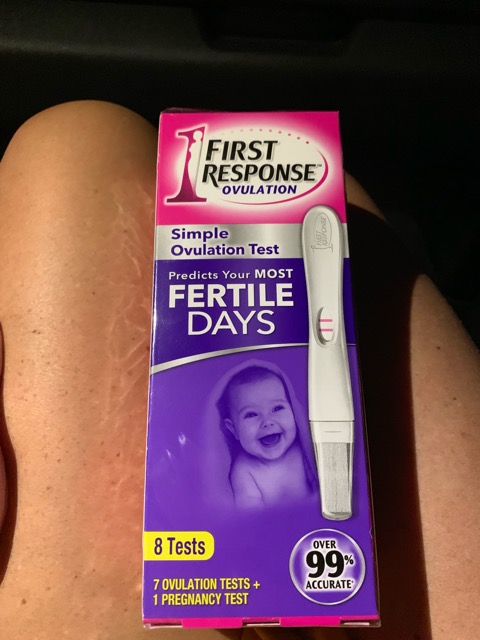 1 FIRST
RESPONSE™
OVULATION
Simple
Ovulation Test
Predicts Your MOST
FERTILE
DAYS
8 Tests
7 OVULATION TESTS +
1 PREGNANCY TEST
OVER
99%
ACCURATE*